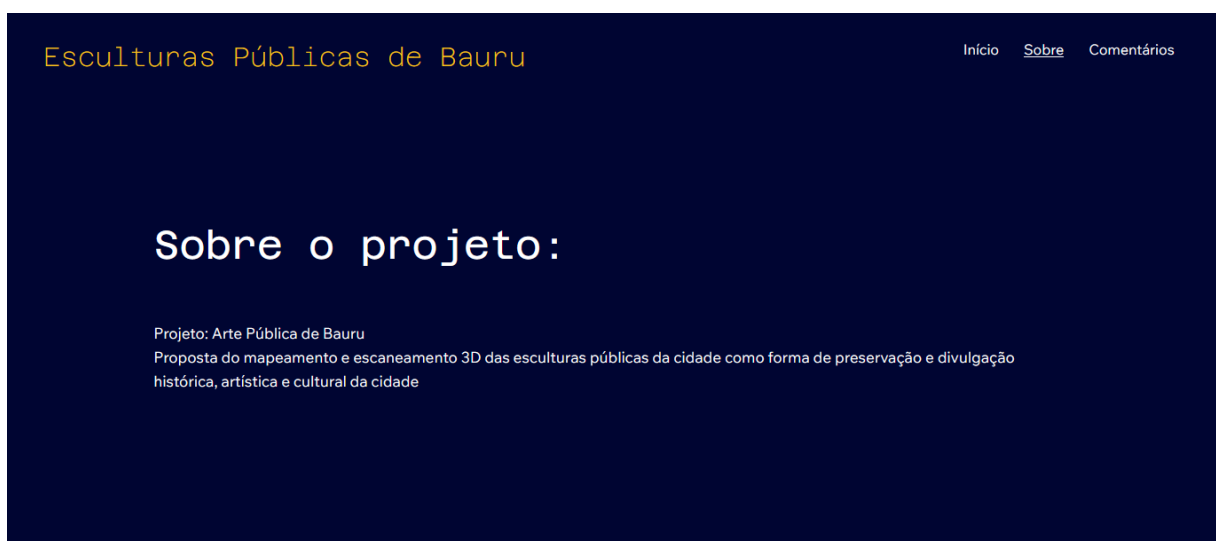 Esculturas Públicas de Bauru
Início Sobre Comentários
Sobre o projeto:
Projeto: Arte Pública de Bauru
Proposta do mapeamento e escaneamento 3D das esculturas públicas da cidade como forma de preservação e divulgação
histórica, artística e cultural da cidade